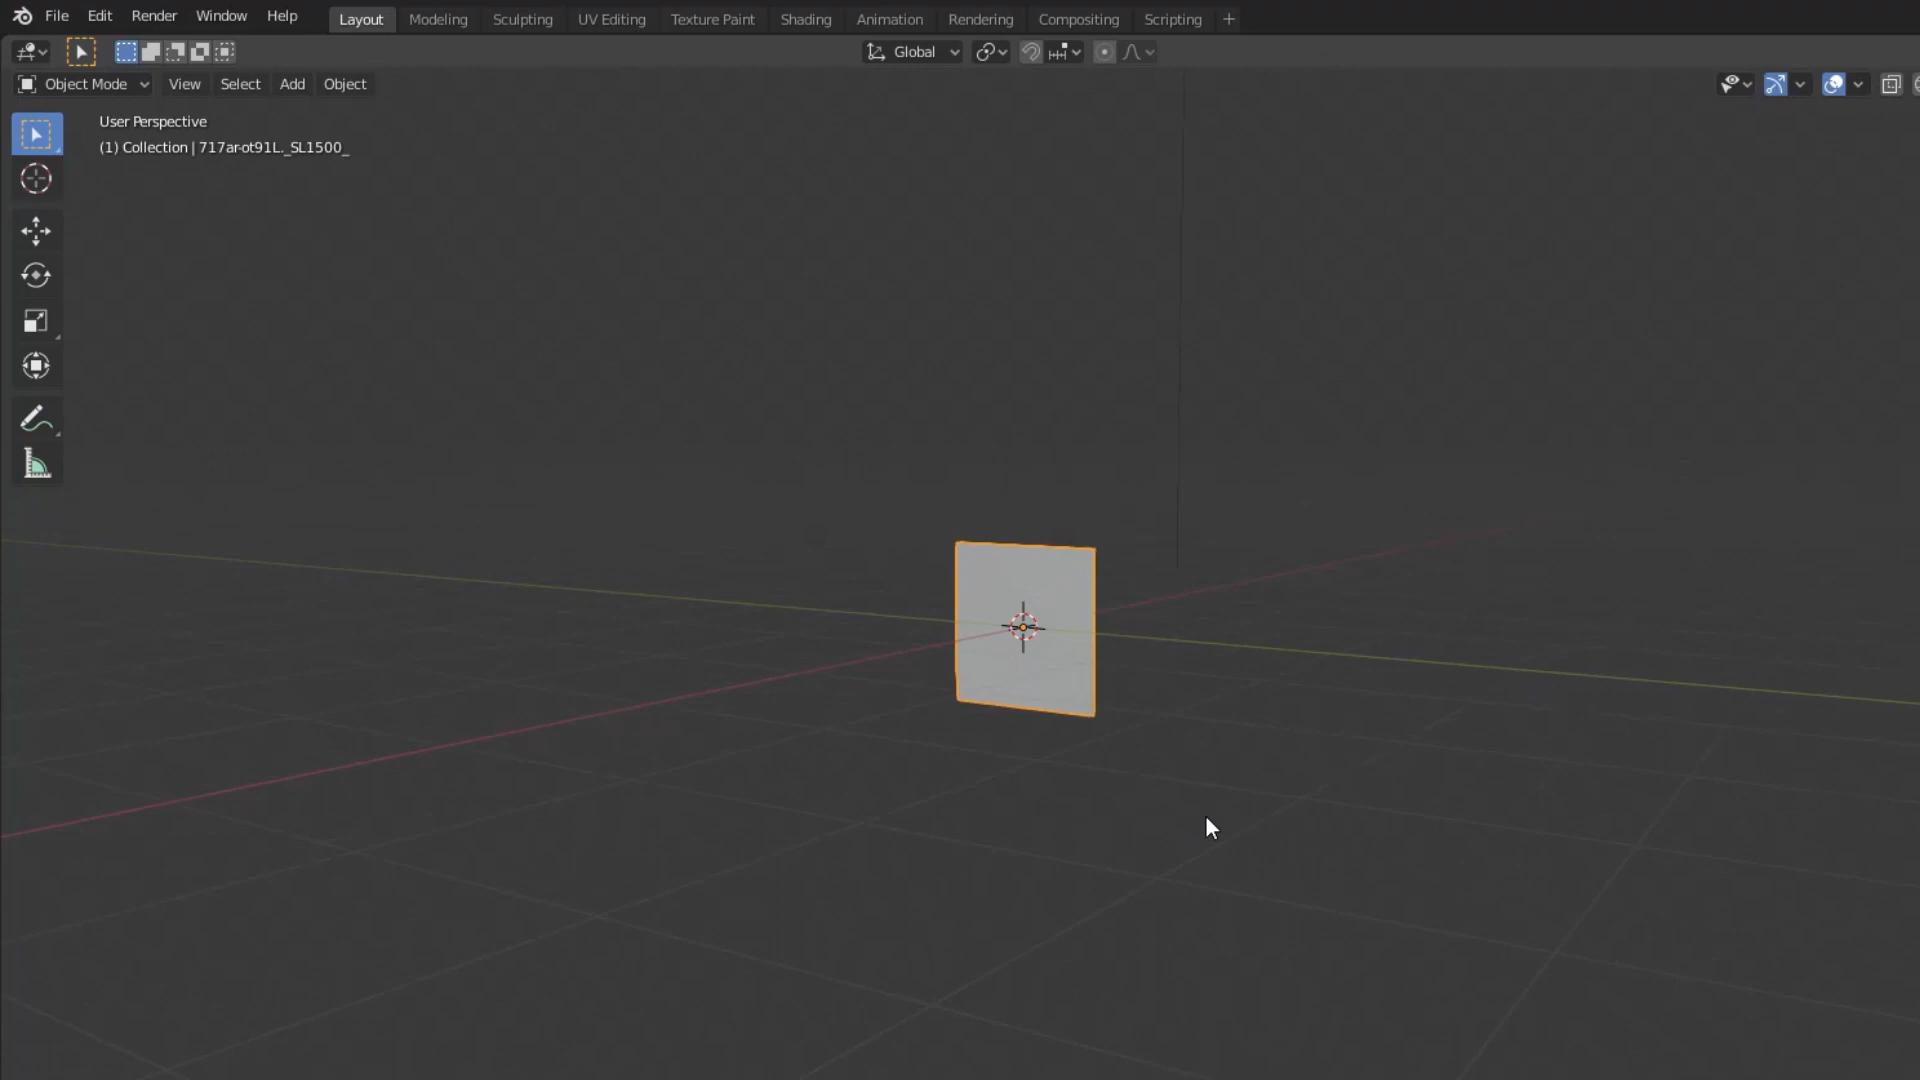 File Edit Render Window Help Layout Modeling Sculpting UV Editing Texture Paint Shading Animation Rendering Compositing Scripting +
Global
Object Mode View Select Add Object
User Perspective
(1) Collection | 717ar-ot91L._SL1500_